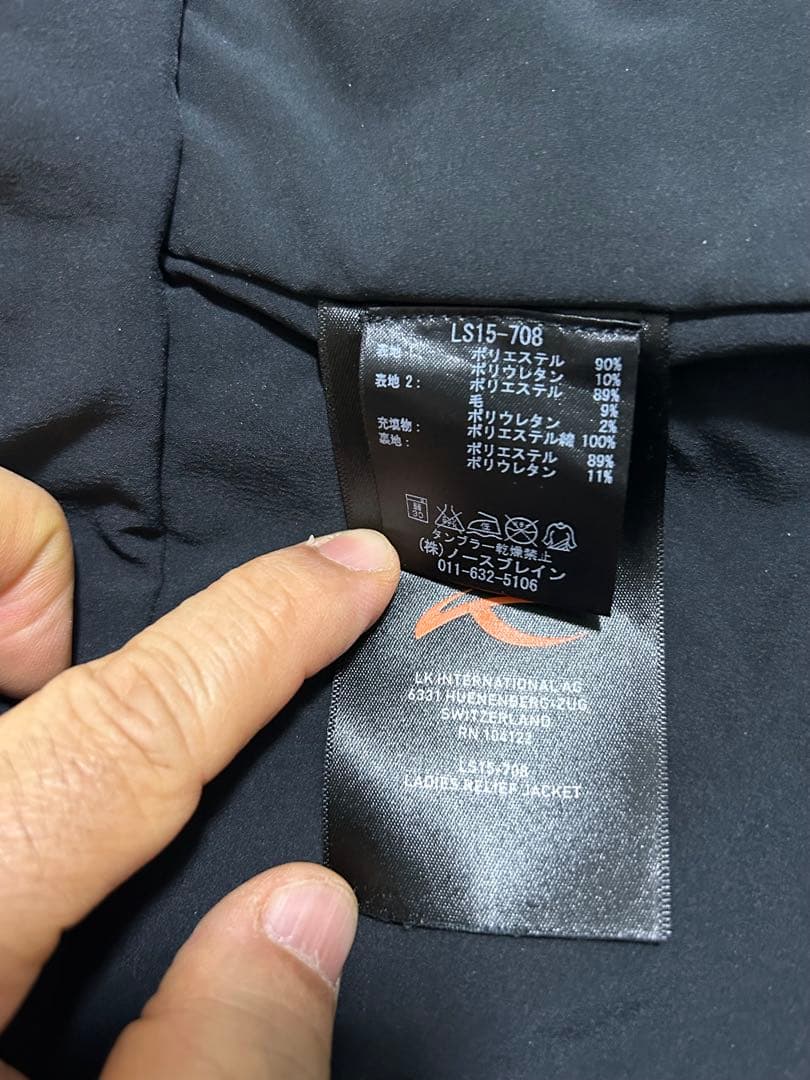 LS15-708
表地1: ポリエステル 90%
ポリウレタン 10%
表地 2: ポリエステル 89%
毛 9%
ポリウレタン 2%
充填物: ポリエステル綿 100%
裏地: ポリエステル 89%
ポリウレタン 11%
タンブラー乾燥禁止
(株)ノースブレイン
011-632-5106
LK INTERNATIONAL AG
6331 HUENENBERG-ZUG
SWITZERLAND
RN 104123
LS15-708
LADIES RELIEF JACKET